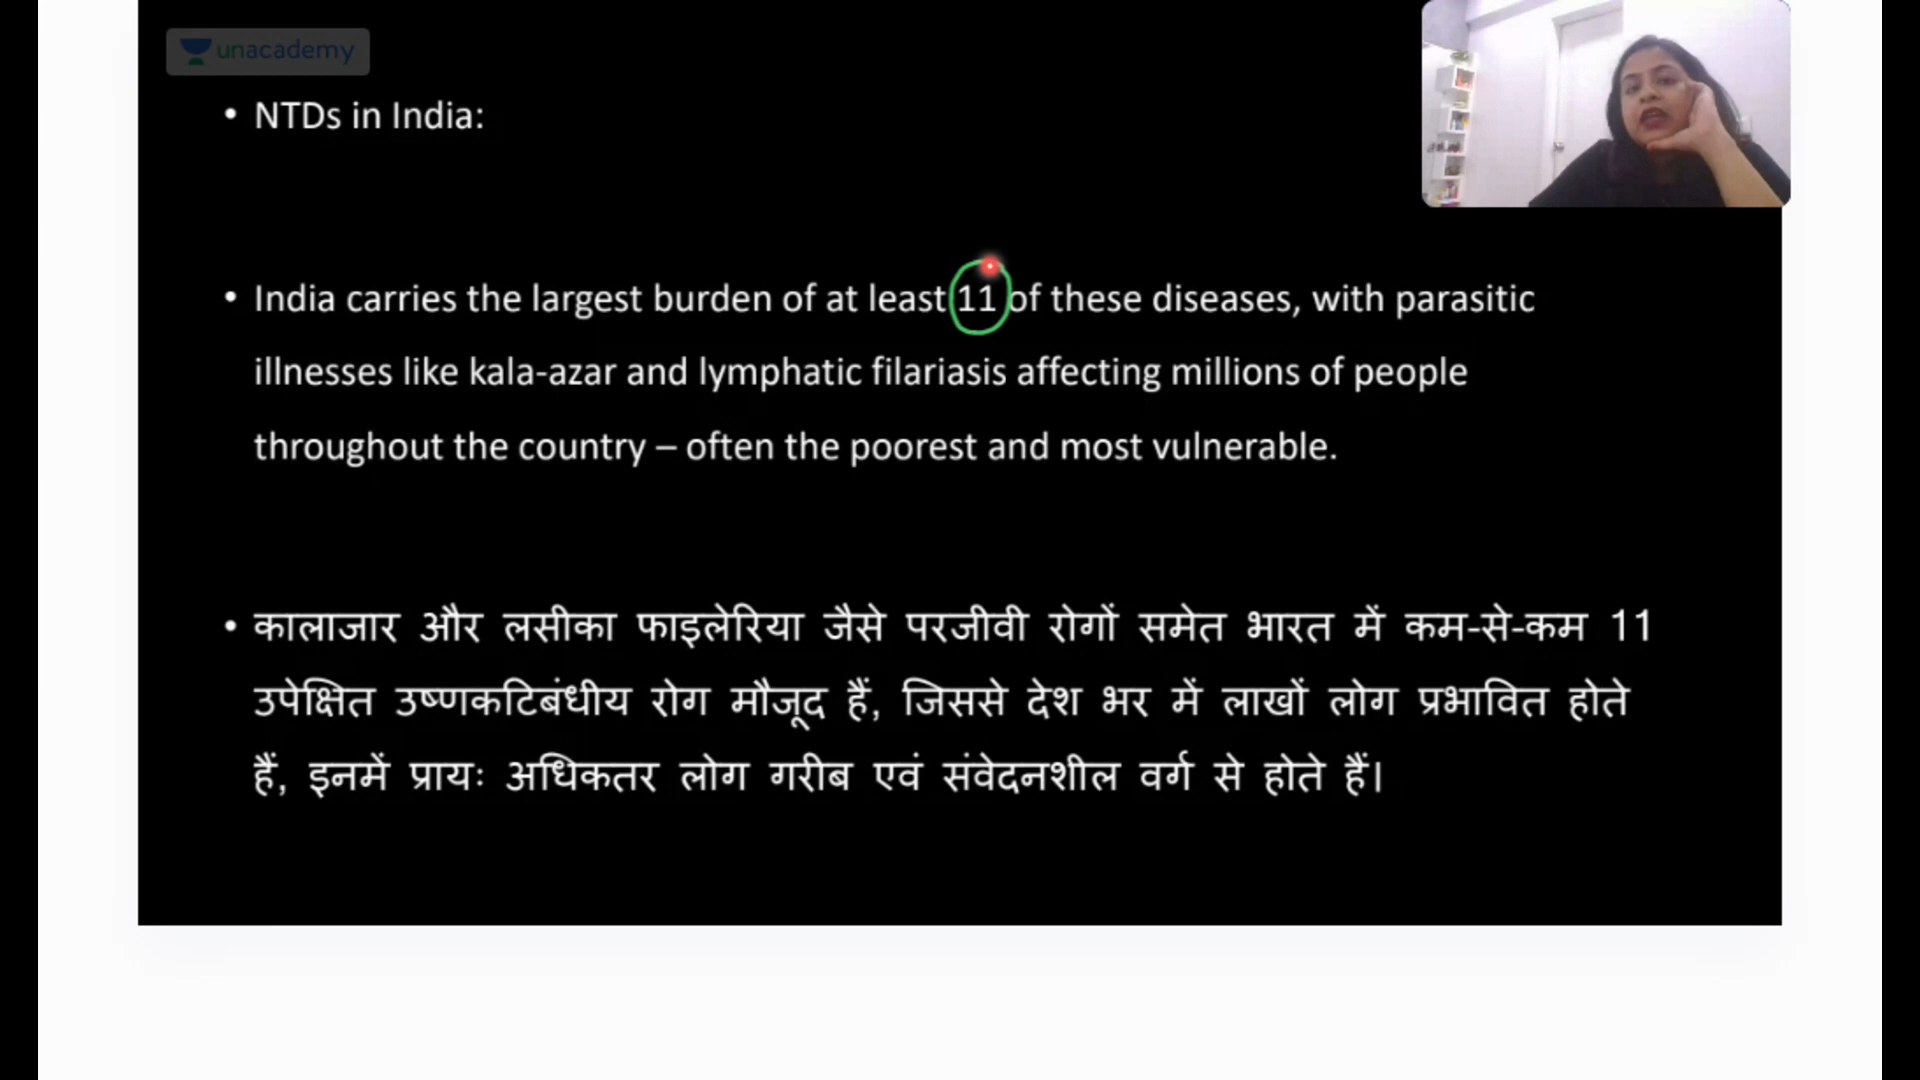 unacademy
• NTDs in India:
• India carries the largest burden of at least 11 of these diseases, with parasitic
illnesses like kala-azar and lymphatic filariasis affecting millions of people
throughout the country – often the poorest and most vulnerable.
• कालाजार और लसीका फाइलेरिया जैसे परजीवी रोगों समेत भारत में कम-से-कम 11
उपेक्षित उष्णकटिबंधीय रोग मौजूद हैं, जिससे देश भर में लाखों लोग प्रभावित होते
हैं, इनमें प्रायः अधिकतर लोग गरीब एवं संवेदनशील वर्ग से होते हैं।